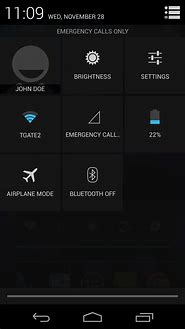 11:09 WED, NOVEMBER 28
EMERGENCY CALLS ONLY
JOHN DOE
BRIGHTNESS
SETTINGS
TGATE2
EMERGENCY CALL..
22%
AIRPLANE MODE
BLUETOOTH OFF